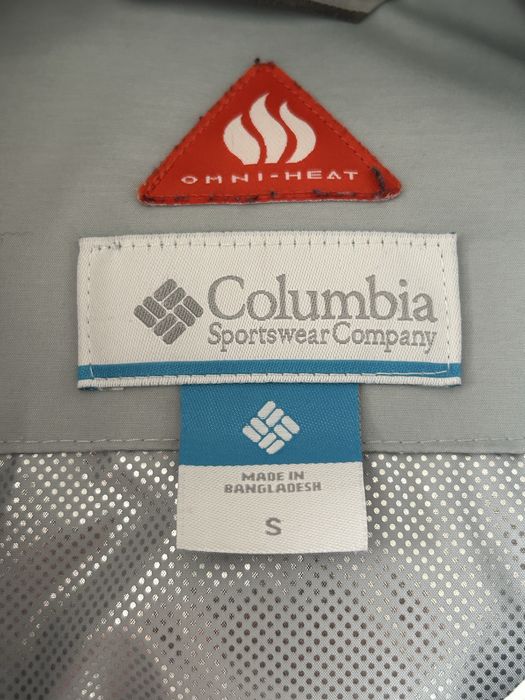 OMNI-HEAT
Columbia
Sportswear Company
MADE IN
BANGLADESH
S